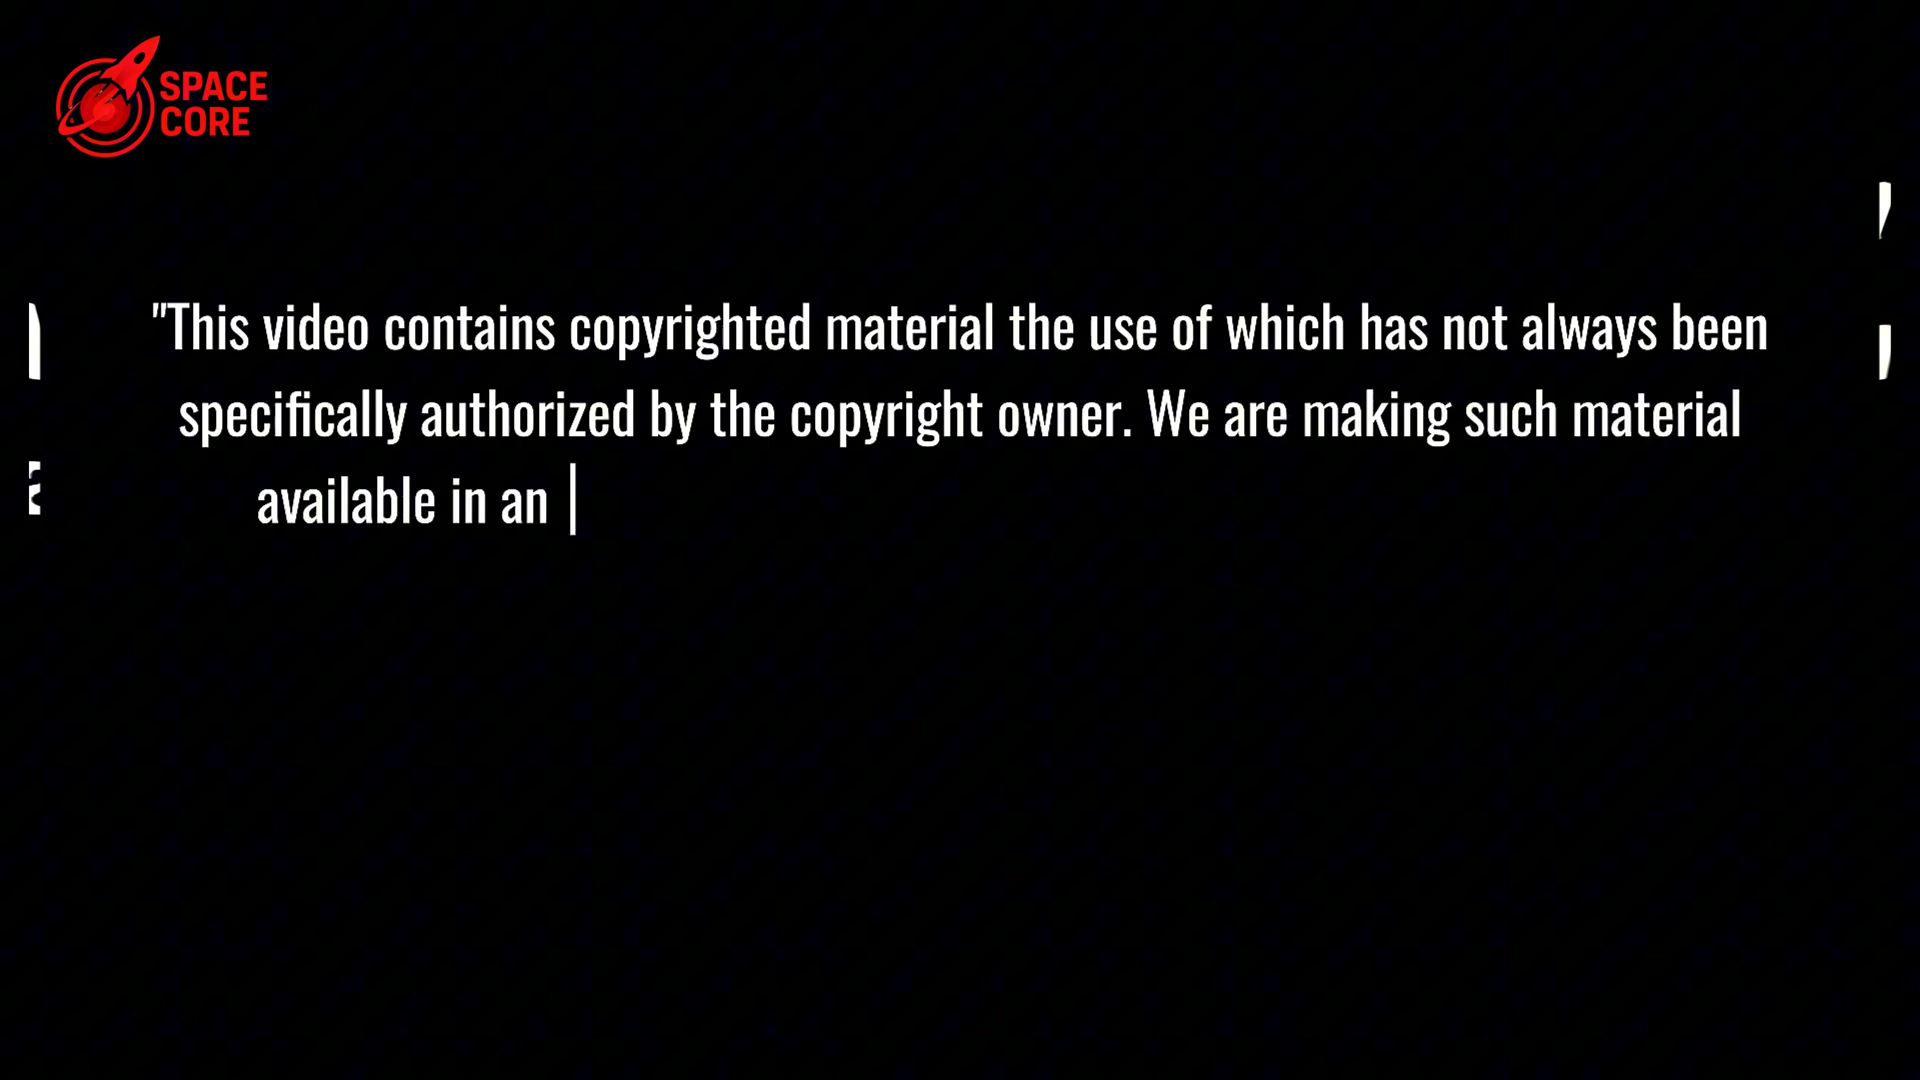 SPACE
CORE
"This video contains copyrighted material the use of which has not always been
specifically authorized by the copyright owner. We are making such material
available in an